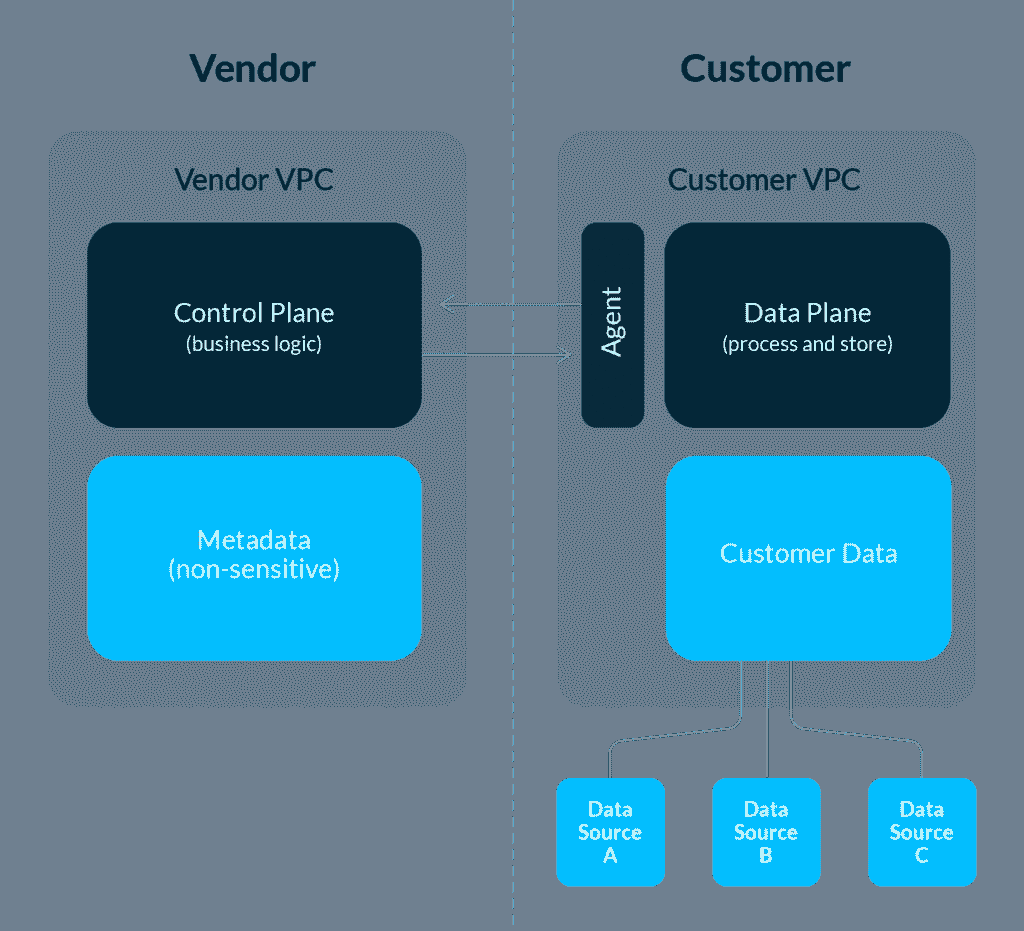 Vendor
Customer
Vendor VPC
Customer VPC
Control Plane
(business logic)
Agent
Data Plane
(process and store)
Metadata
(non-sensitive)
Customer Data
Data
Source
A
Data
Source
B
Data
Source
C